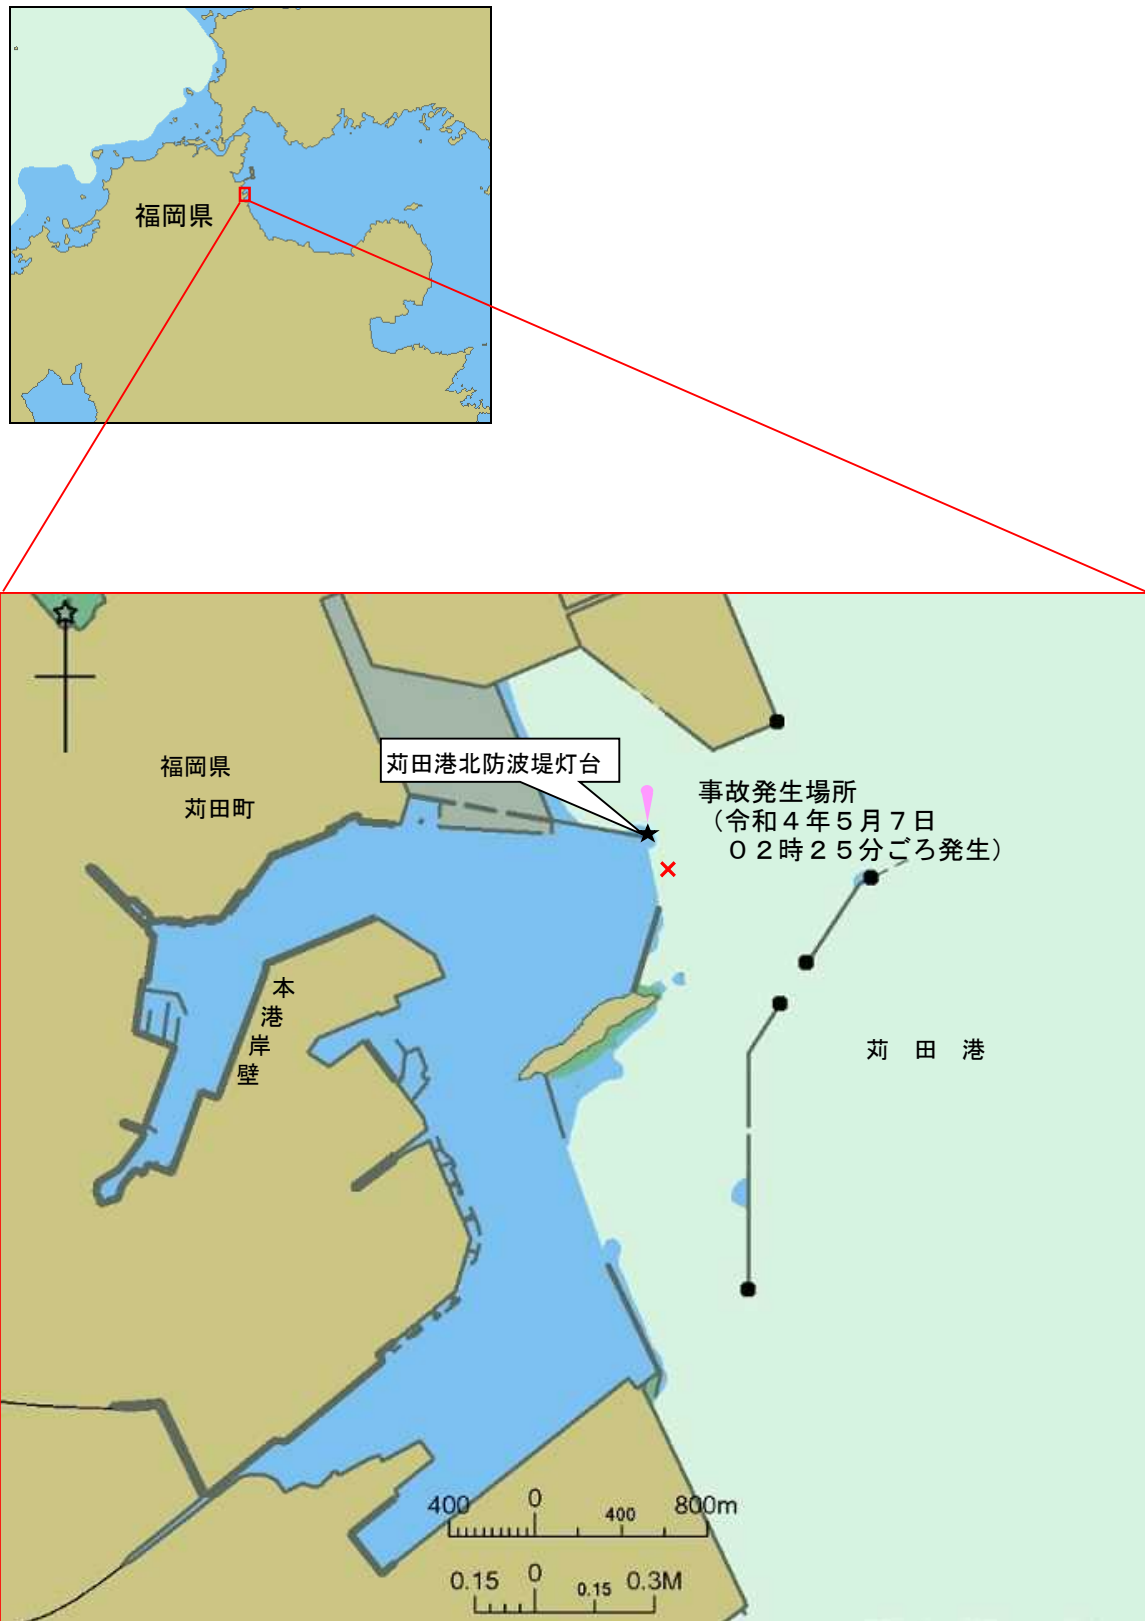 福岡県
福岡県
苅田町
苅田港北防波堤灯台
事故発生場所
（令和４年５月７日
０２時２５分ごろ発生）
本港岸壁
苅　田　港
400 0 400 800m
0.15 0 0.15 0.3M